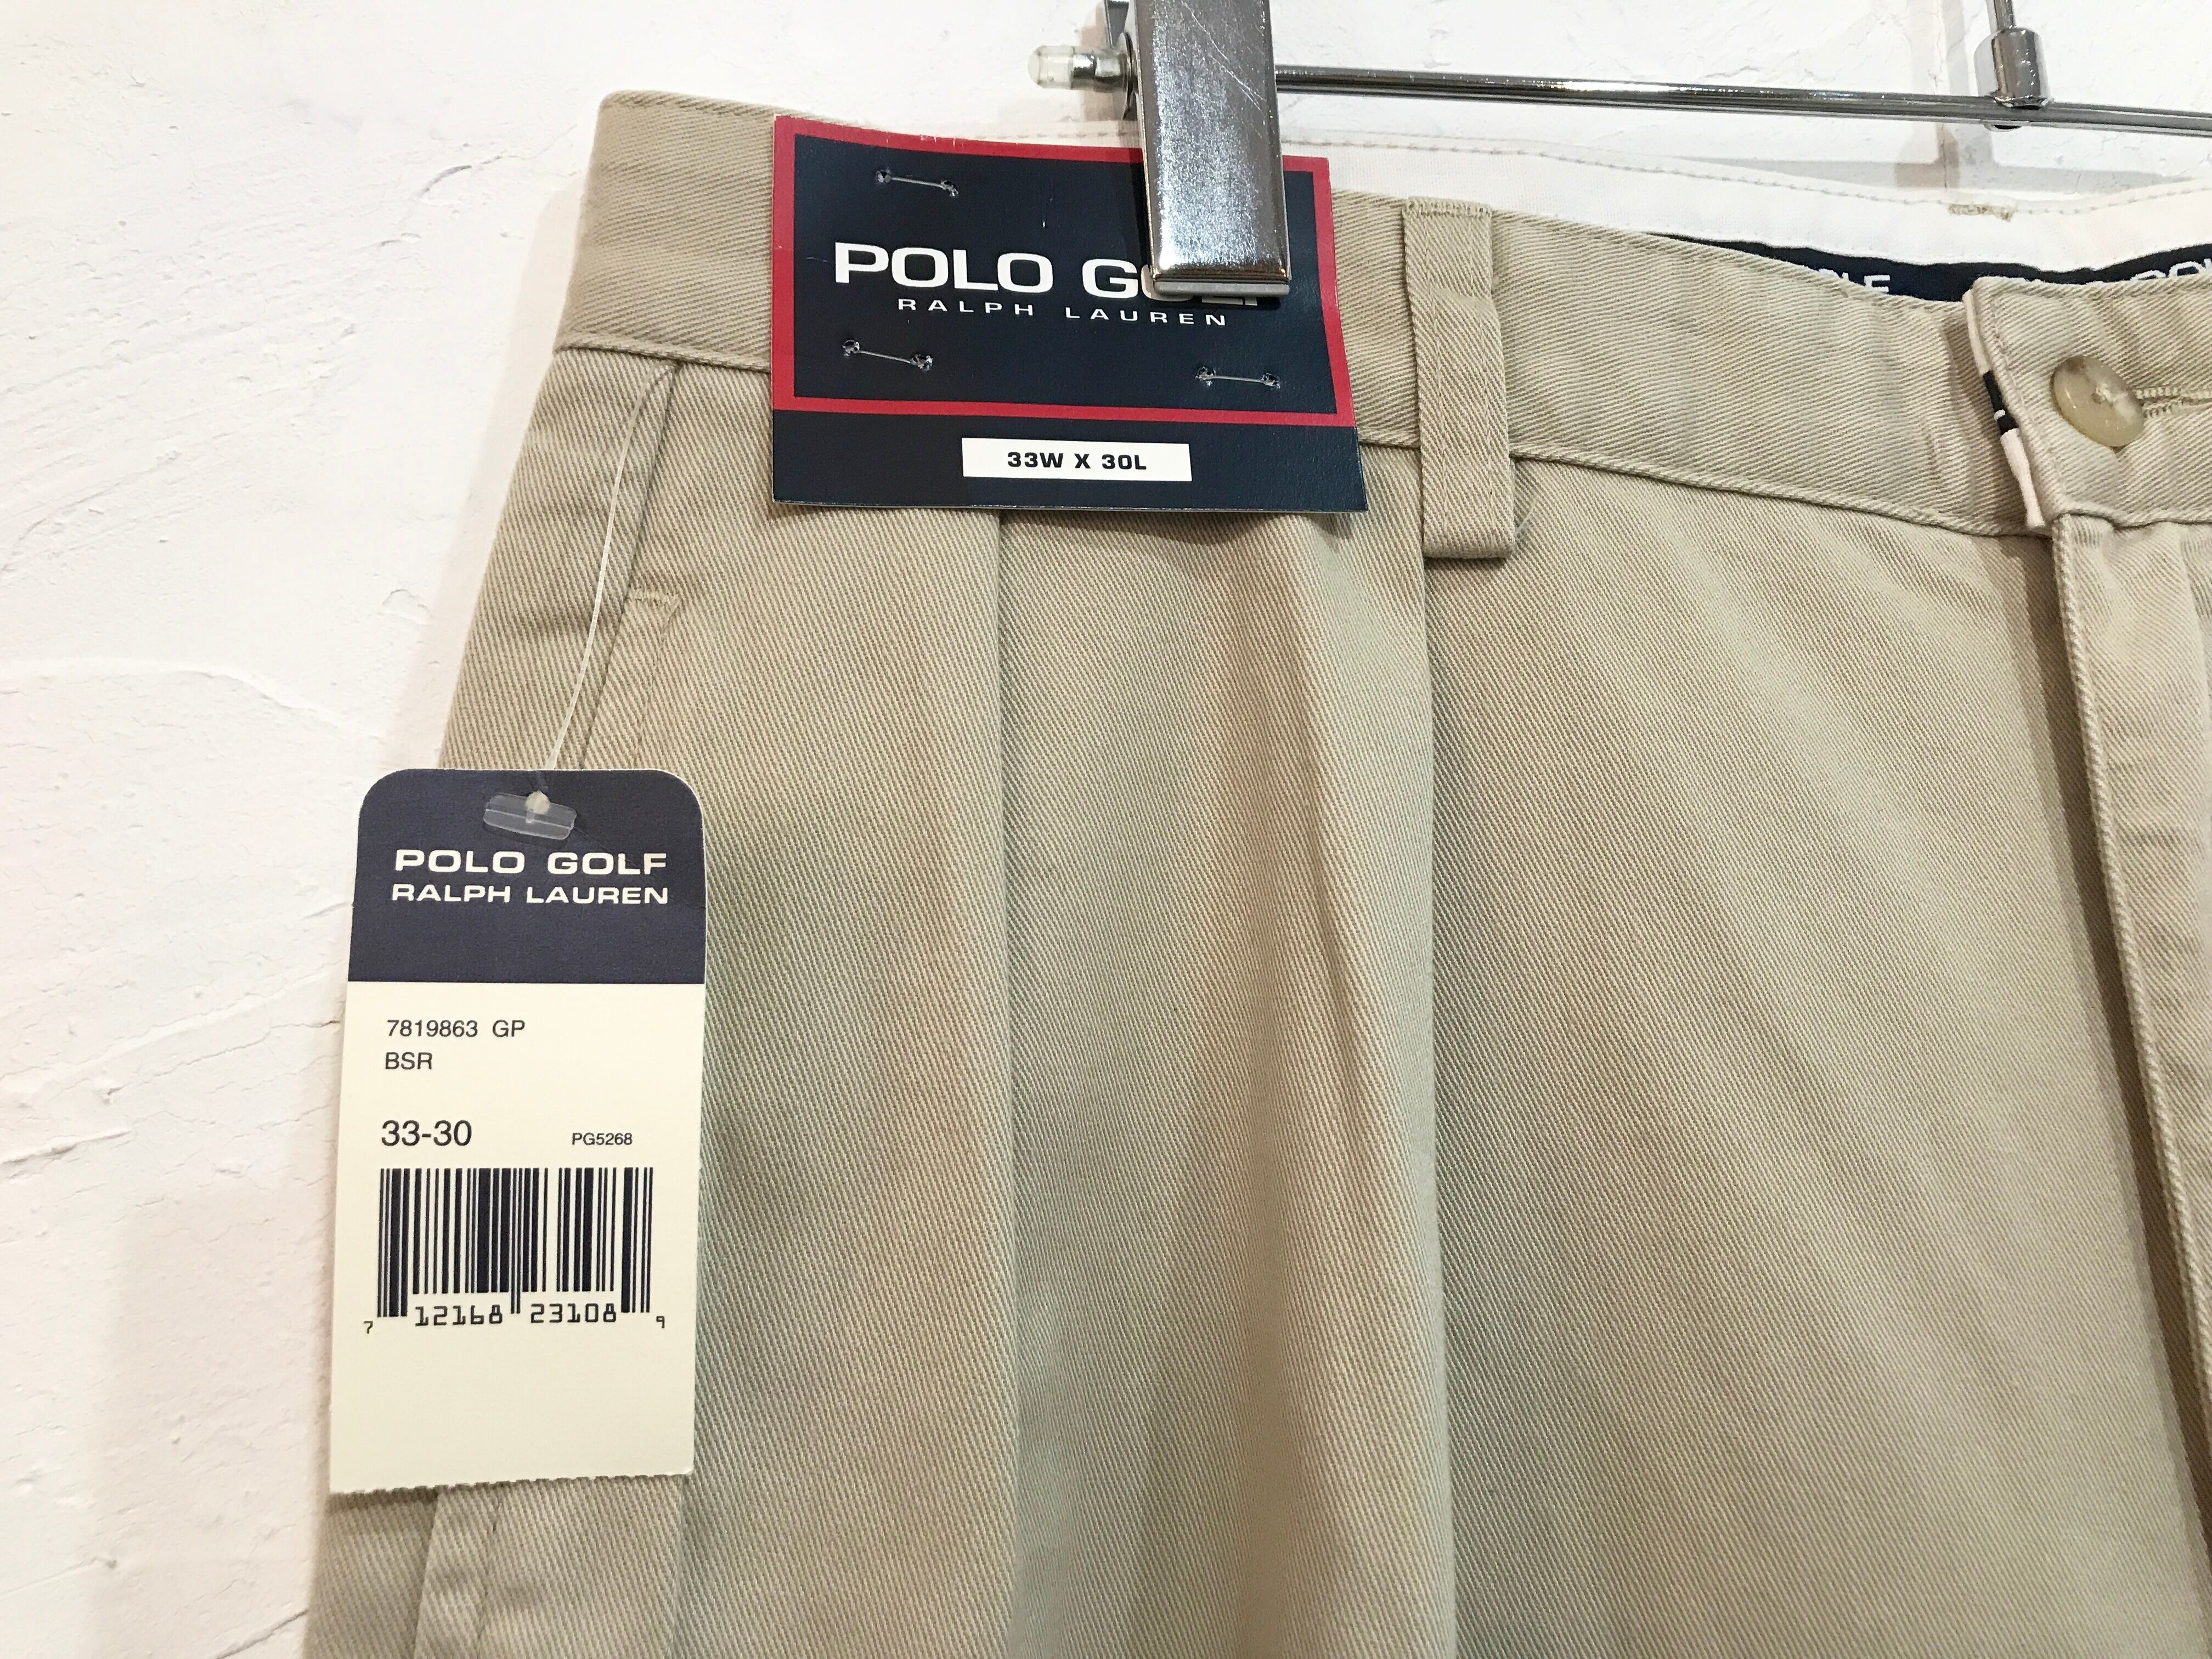 POLO GOLF
RALPH LAUREN
33W X 30L
POLO GOLF
RALPH LAUREN
7819863 GP
BSR
33-30 PG5268
7 12168 23108 9